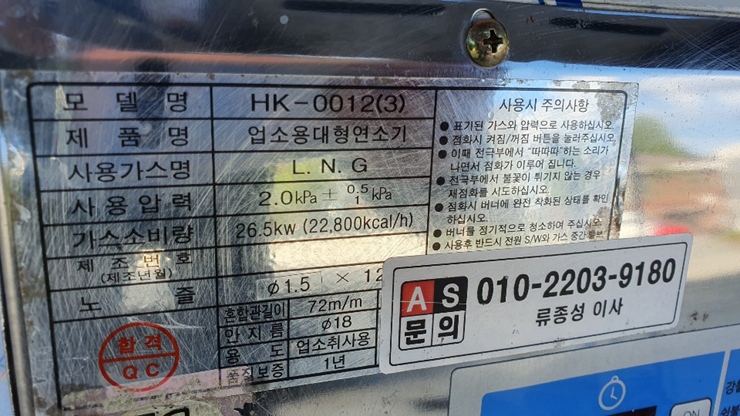 모델명 HK-0012(3)
제품명 업소용대형연소기
사용가스명 L.N.G
사용압력 2.0kPa ± 0.5 1
가스소비량 26.5kw (22,800kcal/h)
제조번호
(제조년월)
노즐 ø1.5 × 12
혼합관길이 72m/m
안지름 ø18
용도 업소취사용
품질보증 1년
합격
QC
사용시 주의사항
● 표기된 가스와 압력으로 사용하십시오.
● 점화시 켜짐/꺼짐 버튼을 눌러주십시오.
● 이때 전극부에서 "따따따"하는 소리가
나면서 점화가 이루어 집니다.
● 전극부에서 불꽃이 튀기지 않는 경우
재점화를 시도하십시오.
● 점화시 버너에 완전 착화된 상태를 확인
하십시오.
● 버너를 정기적으로 청소하여 주십시오.
● 사용후 반드시 전원 S/W와 가스 중간
AS
문의
010-2203-9180
류종성 이사
ON